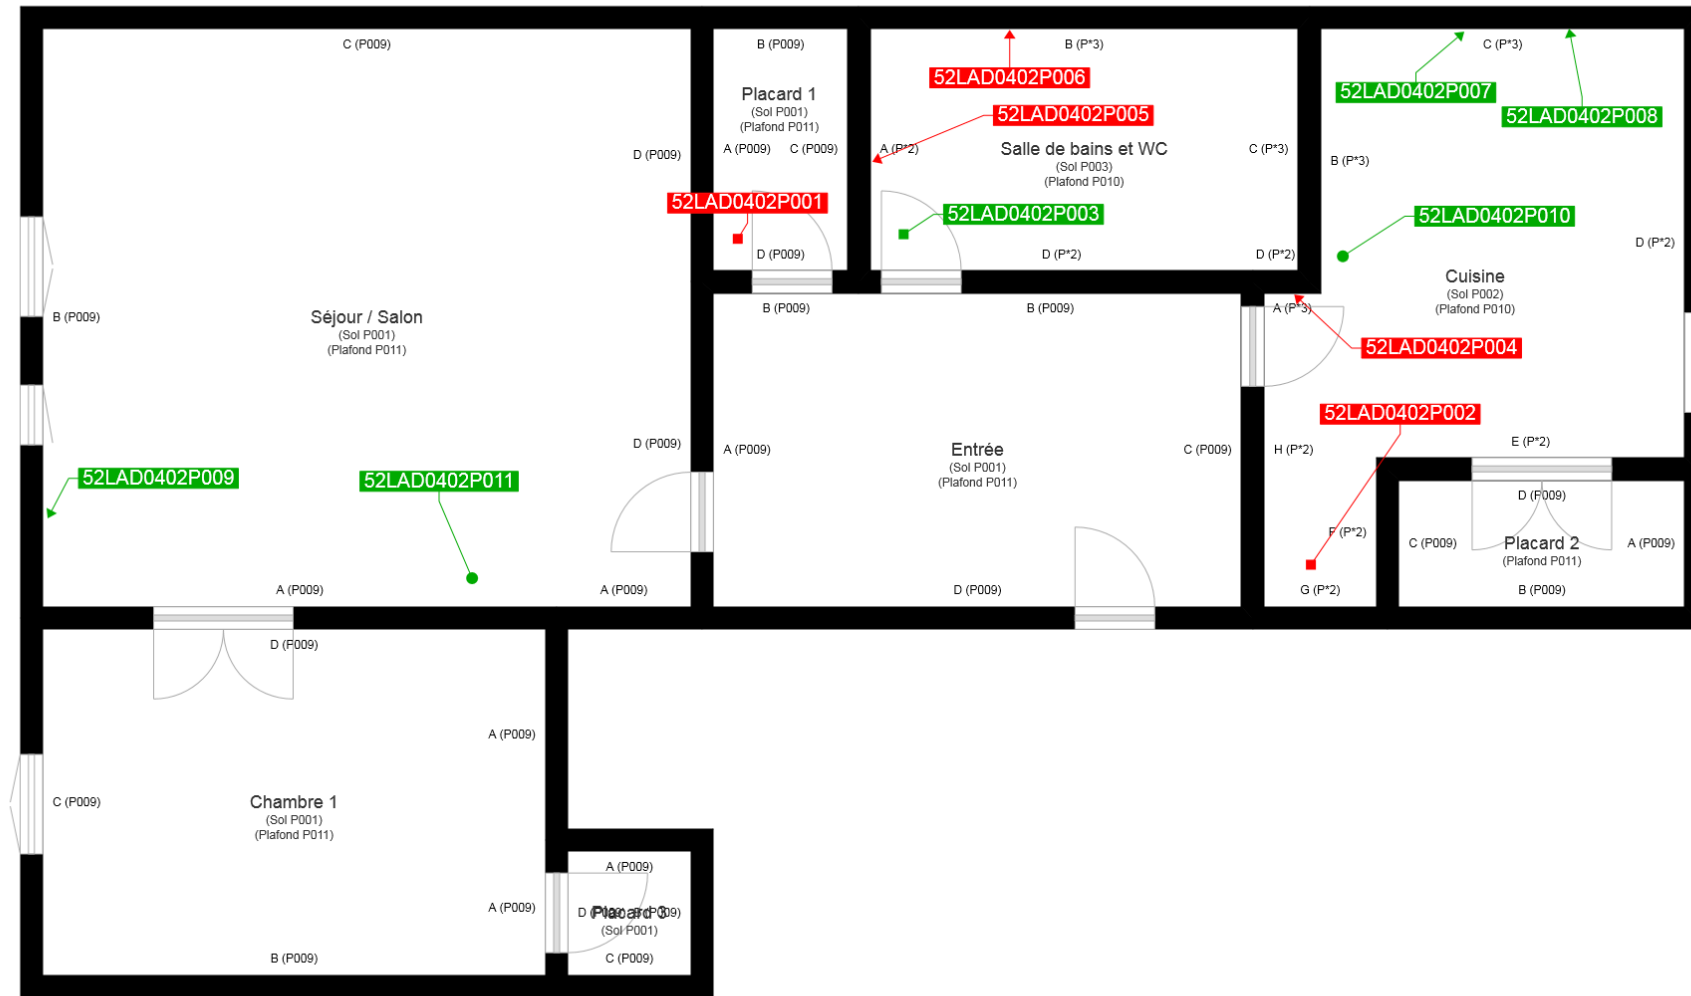 C (P009)
B (P009)
B (P*3)
C (P*3)
52LAD0402P006
52LAD0402P007
52LAD0402P008
Placard 1
(Sol P001)
(Plafond P011)
52LAD0402P005
D (P009)
A (P009)
C (P009)
A (P*2)
Salle de bains et WC
(Sol P003)
(Plafond P010)
C (P*3)
B (P*3)
52LAD0402P001
52LAD0402P003
52LAD0402P010
D (P009)
D (P*2)
D (P*2)
D (P*2)
Cuisine
(Sol P002)
(Plafond P010)
B (P009)
Séjour / Salon
(Sol P001)
(Plafond P011)
B (P009)
B (P009)
A (P*3)
52LAD0402P004
52LAD0402P002
D (P009)
A (P009)
Entrée
(Sol P001)
(Plafond P011)
C (P009)
H (P*2)
E (P*2)
52LAD0402P009
52LAD0402P011
D (P009)
F (P*2)
C (P009)
Placard 2
(Plafond P011)
A (P009)
A (P009)
A (P009)
D (P009)
G (P*2)
B (P009)
D (P009)
A (P009)
C (P009)
Chambre 1
(Sol P001)
(Plafond P011)
A (P009)
A (P009)
D (P009)
B (P009)
Placard 3
(Sol P001)
B (P009)
C (P009)